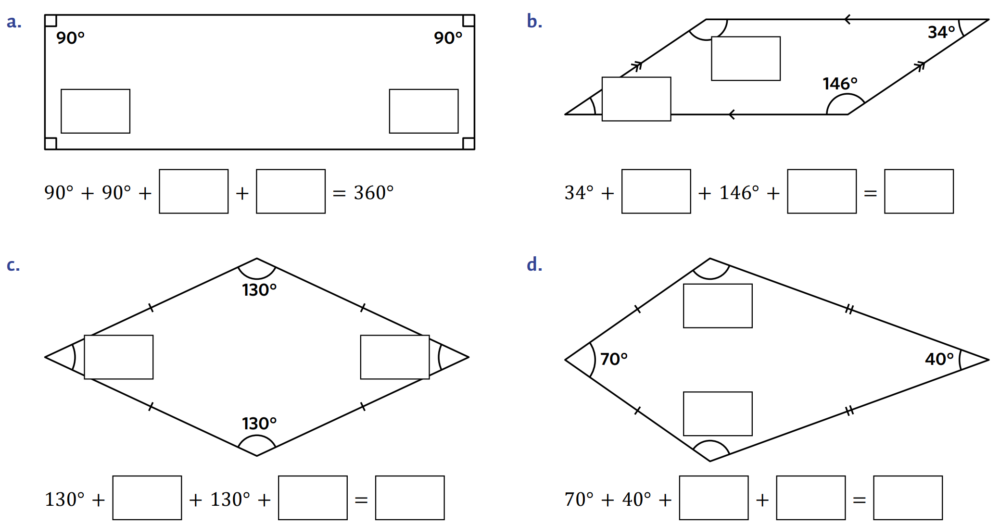 a.
90° 90°
90° + 90° + + = 360°
b.
34°
146°
34° + + 146° + =
c.
130°
130°
130° + + 130° + =
d.
70° 40°
70° + 40° + + =